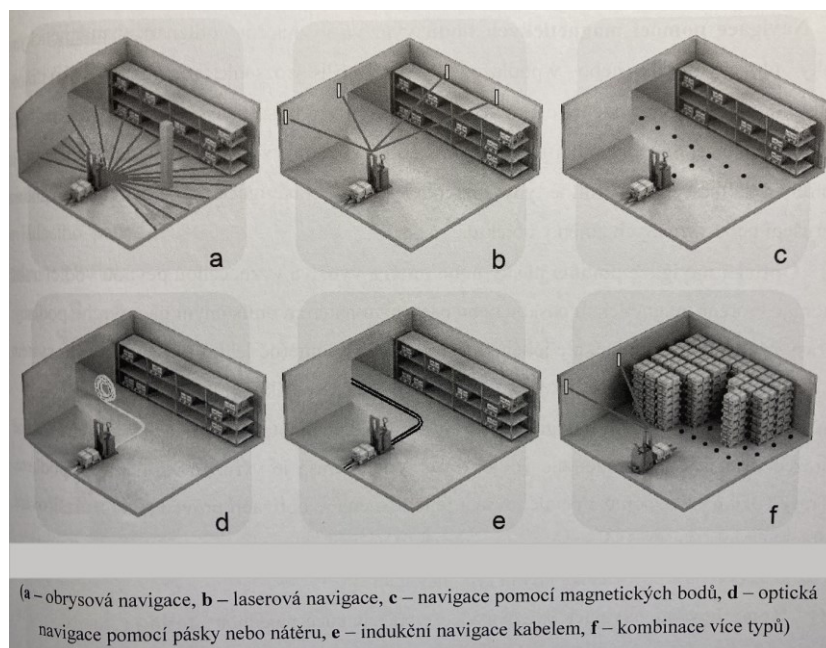 a
b
c
d
e
f
(a – obrysová navigace, b – laserová navigace, c – navigace pomocí magnetických bodů, d – optická
navigace pomocí pásky nebo nátěru, e – indukční navigace kabelem, f – kombinace více typů)